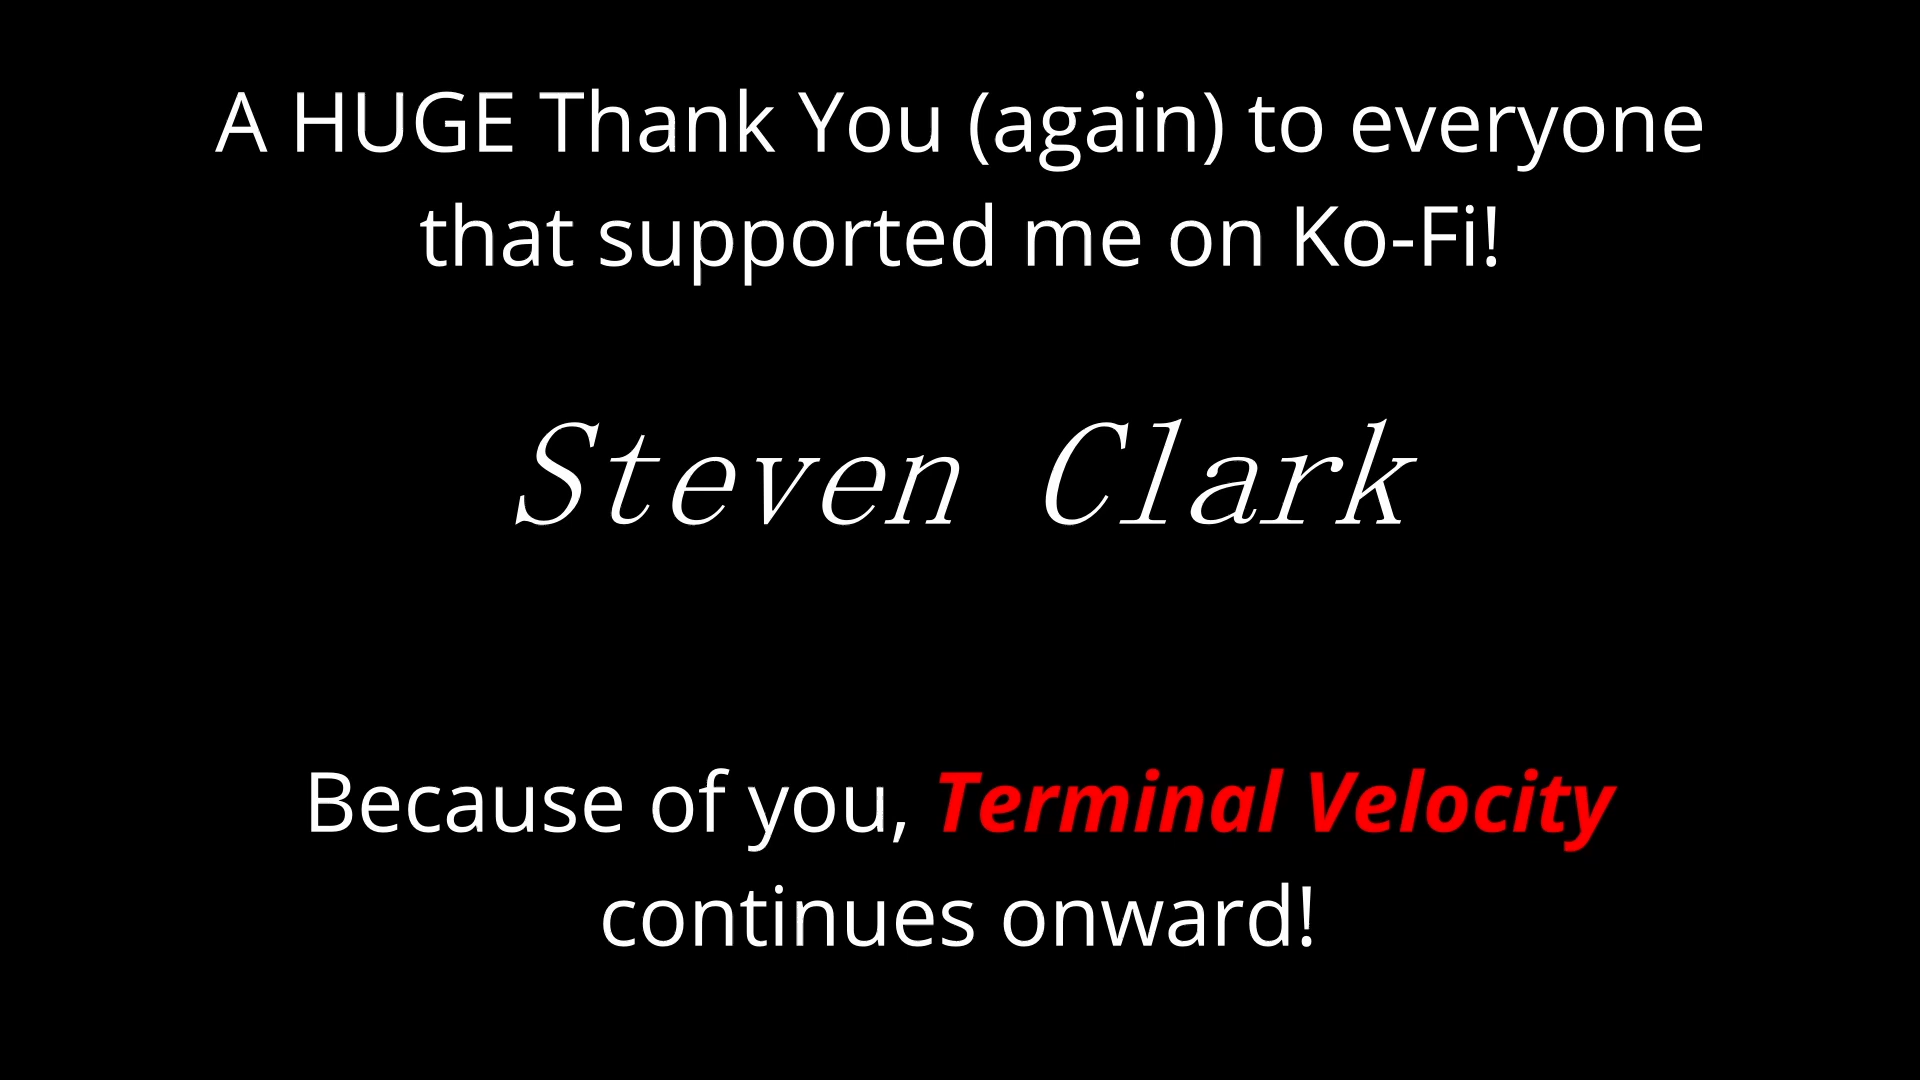 A HUGE Thank You (again) to everyone
that supported me on Ko-Fi!
Steven Clark
Because of you, Terminal Velocity
continues onward!